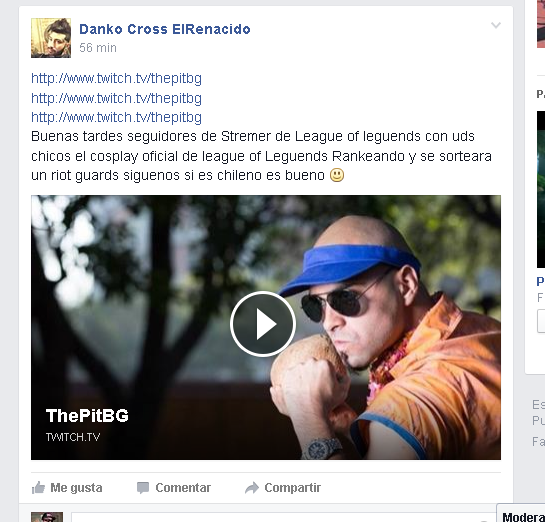 Danko Cross ElRenacido
56 min
http://www.twitch.tv/thepitbg
http://www.twitch.tv/thepitbg
http://www.twitch.tv/thepitbg
Buenas tardes seguidores de Stremer de League of leguends con uds
chicos el cosplay oficial de league of Leguends Rankeando y se sorteara
un riot guards siguenos si es chileno es bueno
ThePitBG
TWITCH.TV
Me gusta
Comentar
Compartir
P
P
F
Es
Pu
Fa
Modera